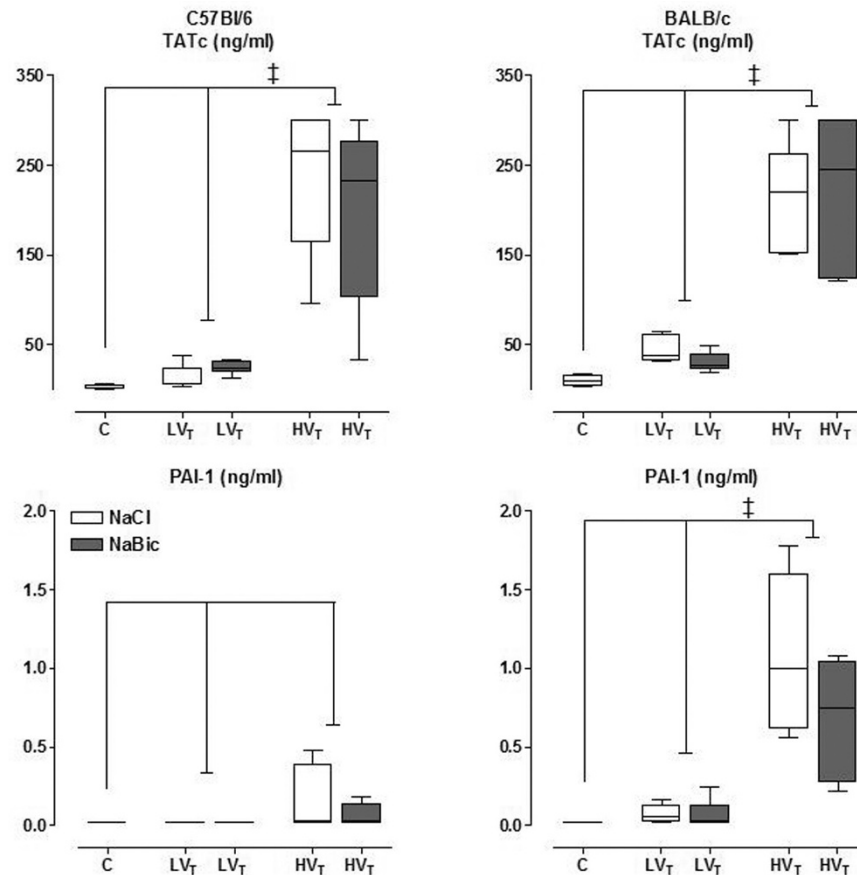 C57Bl/6
TATc (ng/ml)
350
‡
250
150
50
C LVT LVT HVT HVT
BALB/c
TATc (ng/ml)
350
‡
250
150
50
C LVT LVT HVT HVT
PAI-1 (ng/ml)
2.0
NaCl
NaBic
1.5
1.0
0.5
0.0
C LVT LVT HVT HVT
PAI-1 (ng/ml)
2.0
‡
1.5
1.0
0.5
0.0
C LVT LVT HVT HVT